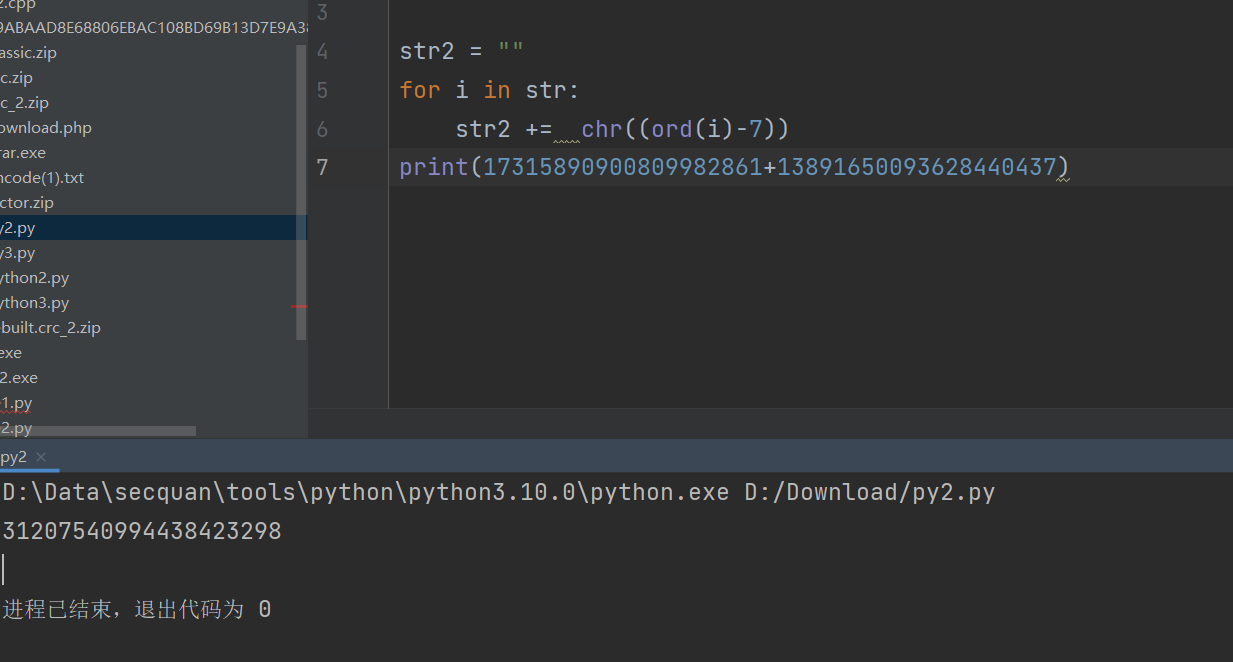 2.cpp
9ABAAD8E68806EBAC108BD69B13D7E9A38
assic.zip
c.zip
c_2.zip
ownload.php
rar.exe
ncode(1).txt
ctor.zip
y2.py
y3.py
ython2.py
ython3.py
built.crc_2.zip
exe
2.exe
1.py
2.py
3
4 str2 = ""
5 for i in str:
6 str2 += chr((ord(i)-7))
7 print(17315890900809982861+13891650093628440437)
py2 ×
D:\Data\secquan\tools\python\python3.10.0\python.exe D:/Download/py2.py
31207540994438423298
进程已结束，退出代码为 0